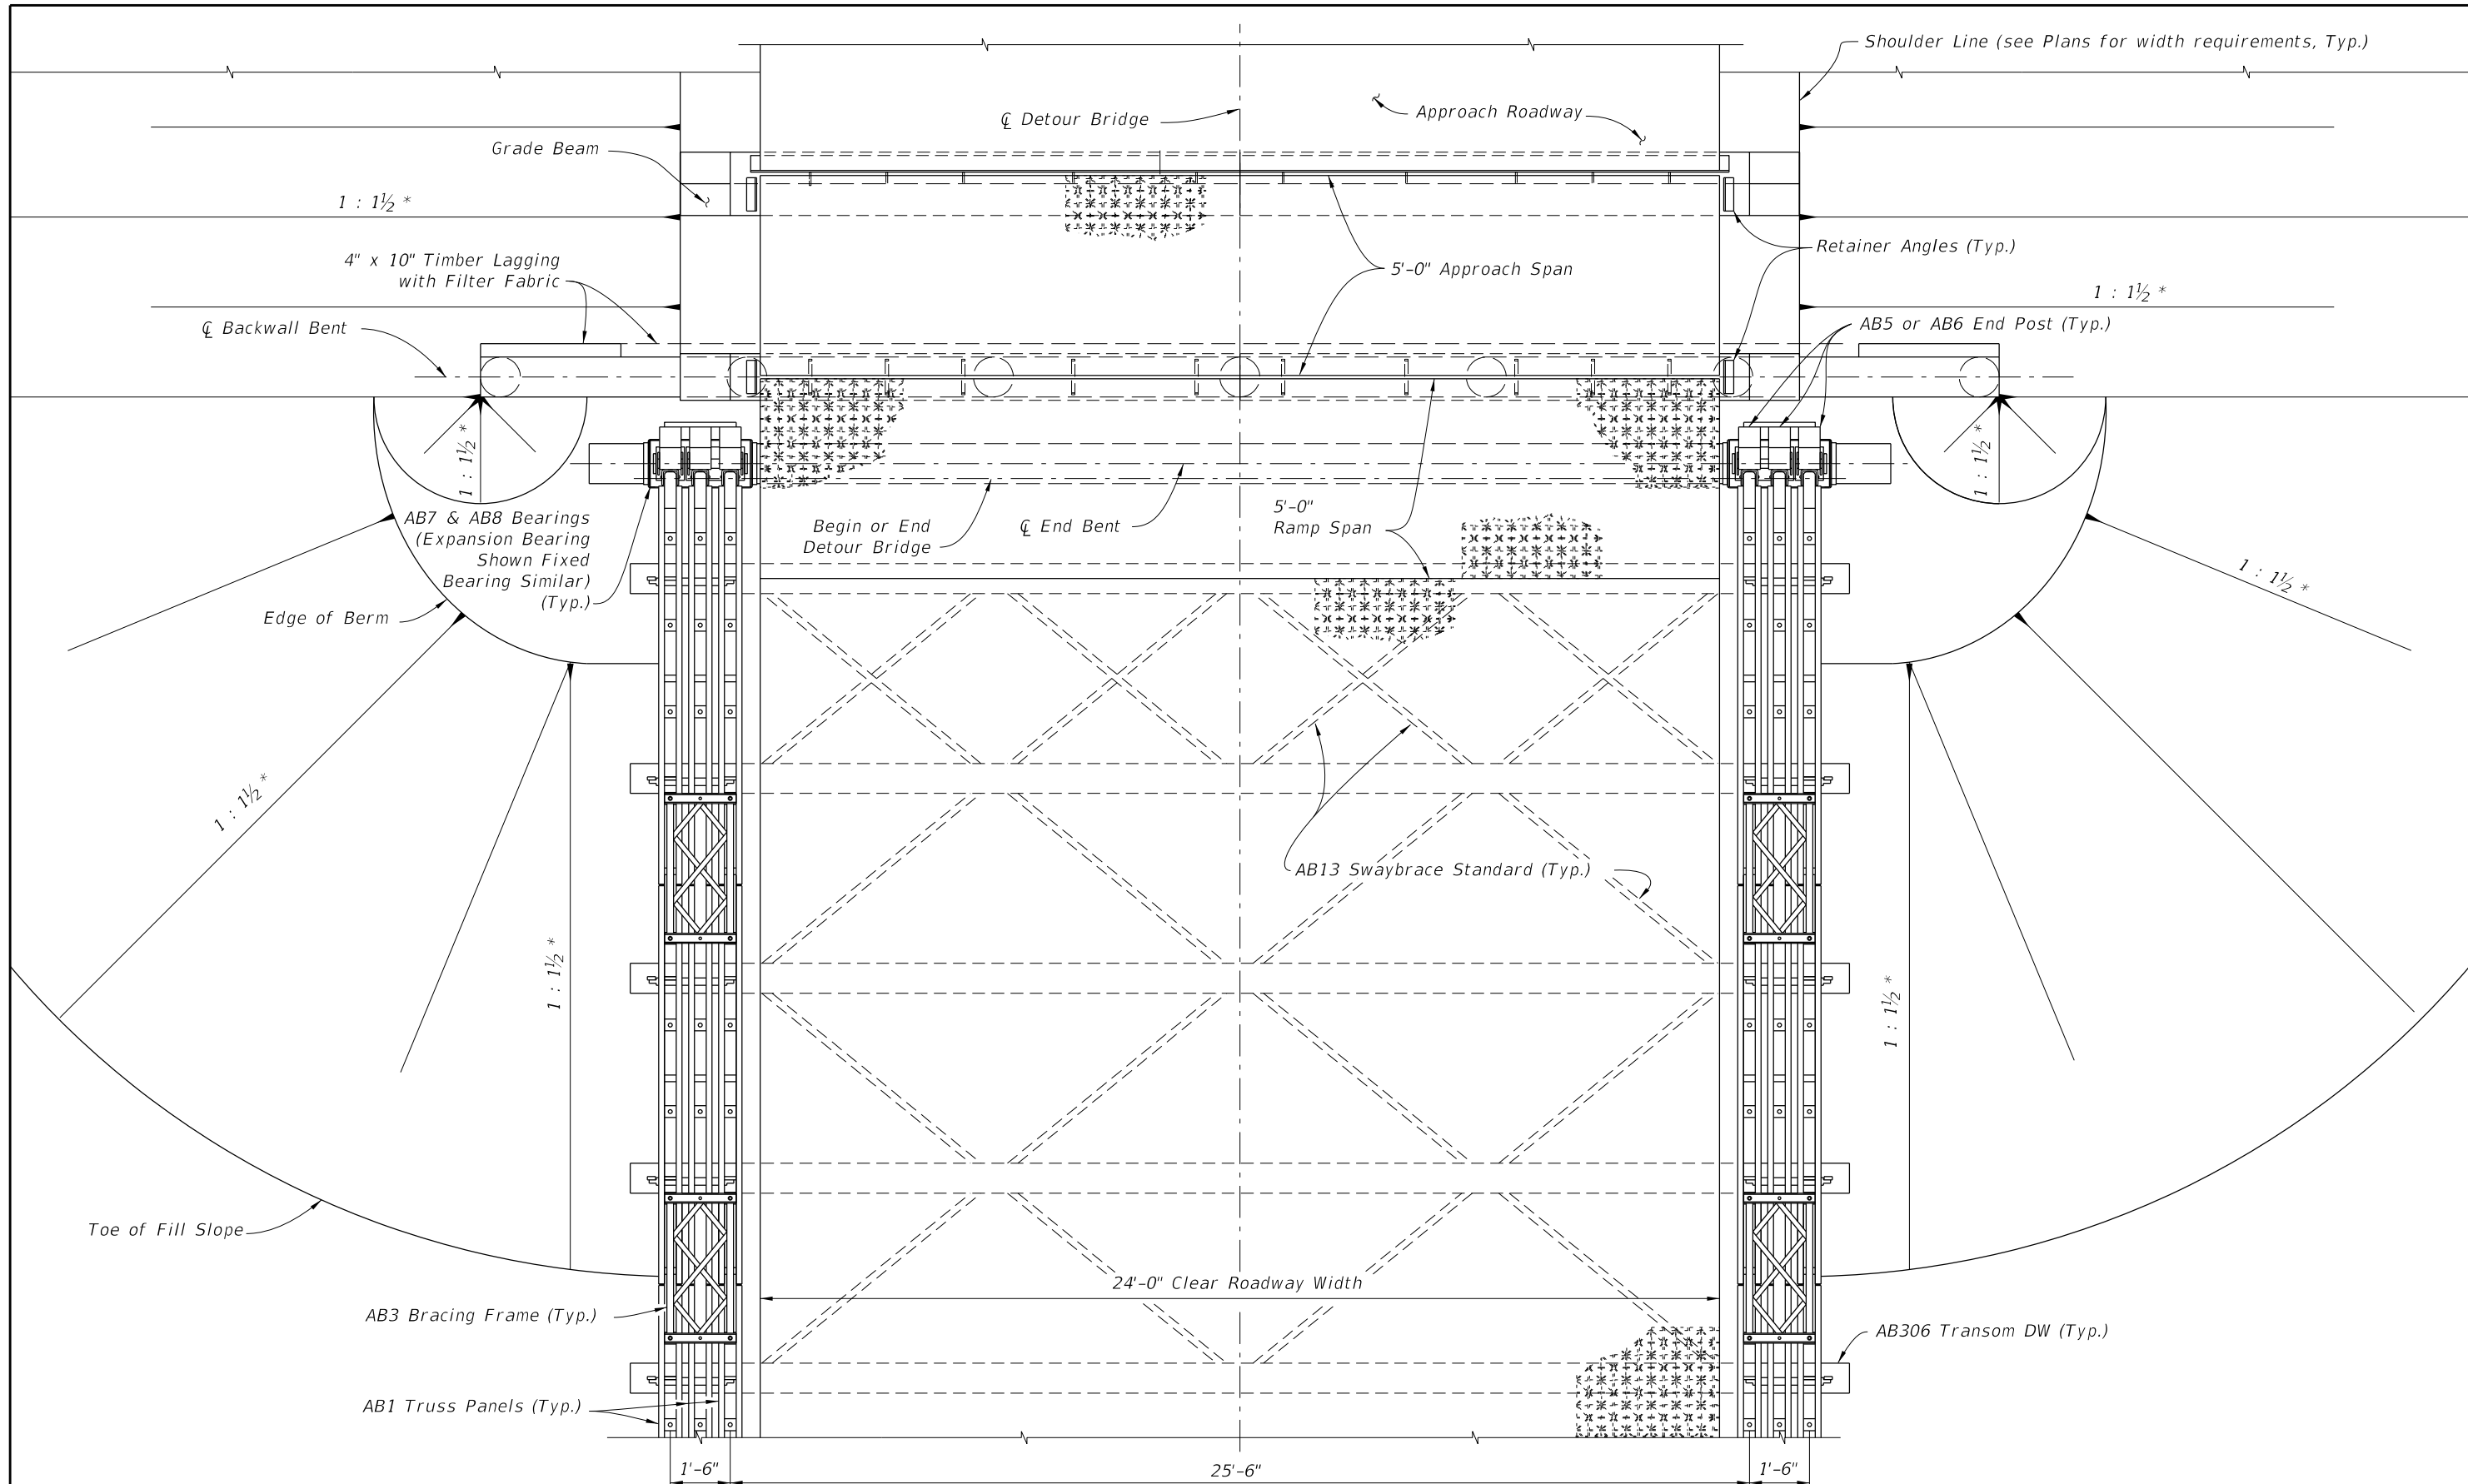 Shoulder Line (see Plans for width requirements, Typ.)
℄ Detour Bridge
Approach Roadway
Grade Beam
1 : 1½ *
Retainer Angles (Typ.)
4" x 10" Timber Lagging
with Filter Fabric
5'-0" Approach Span
1 : 1½ *
℄ Backwall Bent
AB5 or AB6 End Post (Typ.)
1 : 1½ *
1 : 1½ *
AB7 & AB8 Bearings
(Expansion Bearing
Shown Fixed
Bearing Similar)
(Typ.)
Begin or End
Detour Bridge
℄ End Bent
5'-0"
Ramp Span
1 : 1½ *
Edge of Berm
1 : 1½ *
AB13 Swaybrace Standard (Typ.)
1 : 1½ *
1 : 1½ *
Toe of Fill Slope
24'-0" Clear Roadway Width
AB3 Bracing Frame (Typ.)
AB306 Transom DW (Typ.)
AB1 Truss Panels (Typ.)
1'-6"
25'-6"
1'-6"